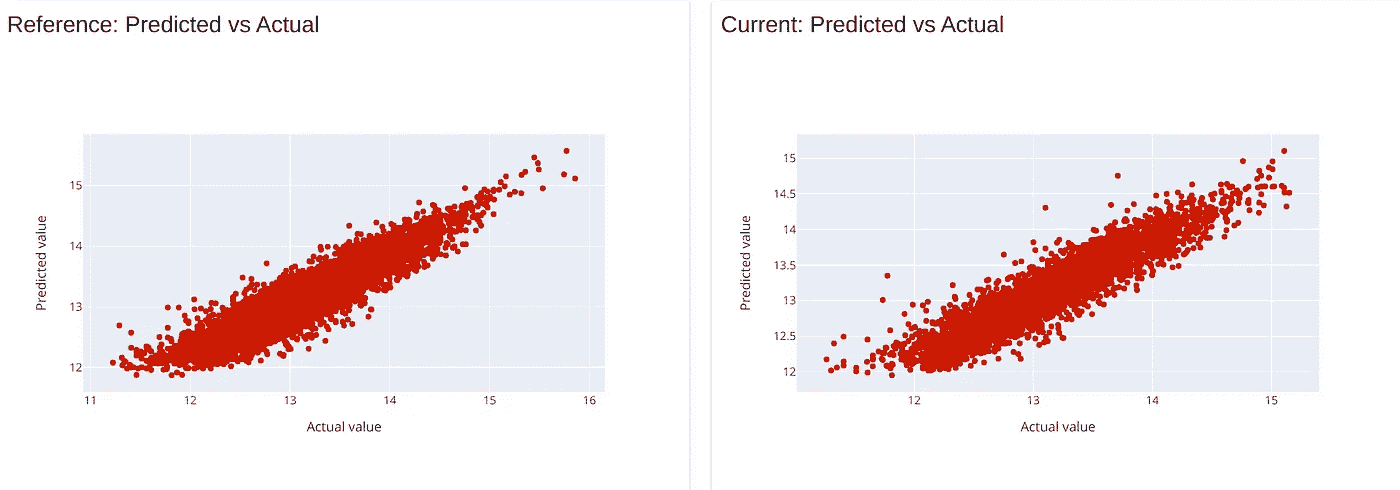 Reference: Predicted vs Actual
15
14
13
12
Predicted value
11 12 13 14 15 16
Actual value
Current: Predicted vs Actual
15
14.5
14
13.5
13
12.5
12
Predicted value
12 13 14 15
Actual value